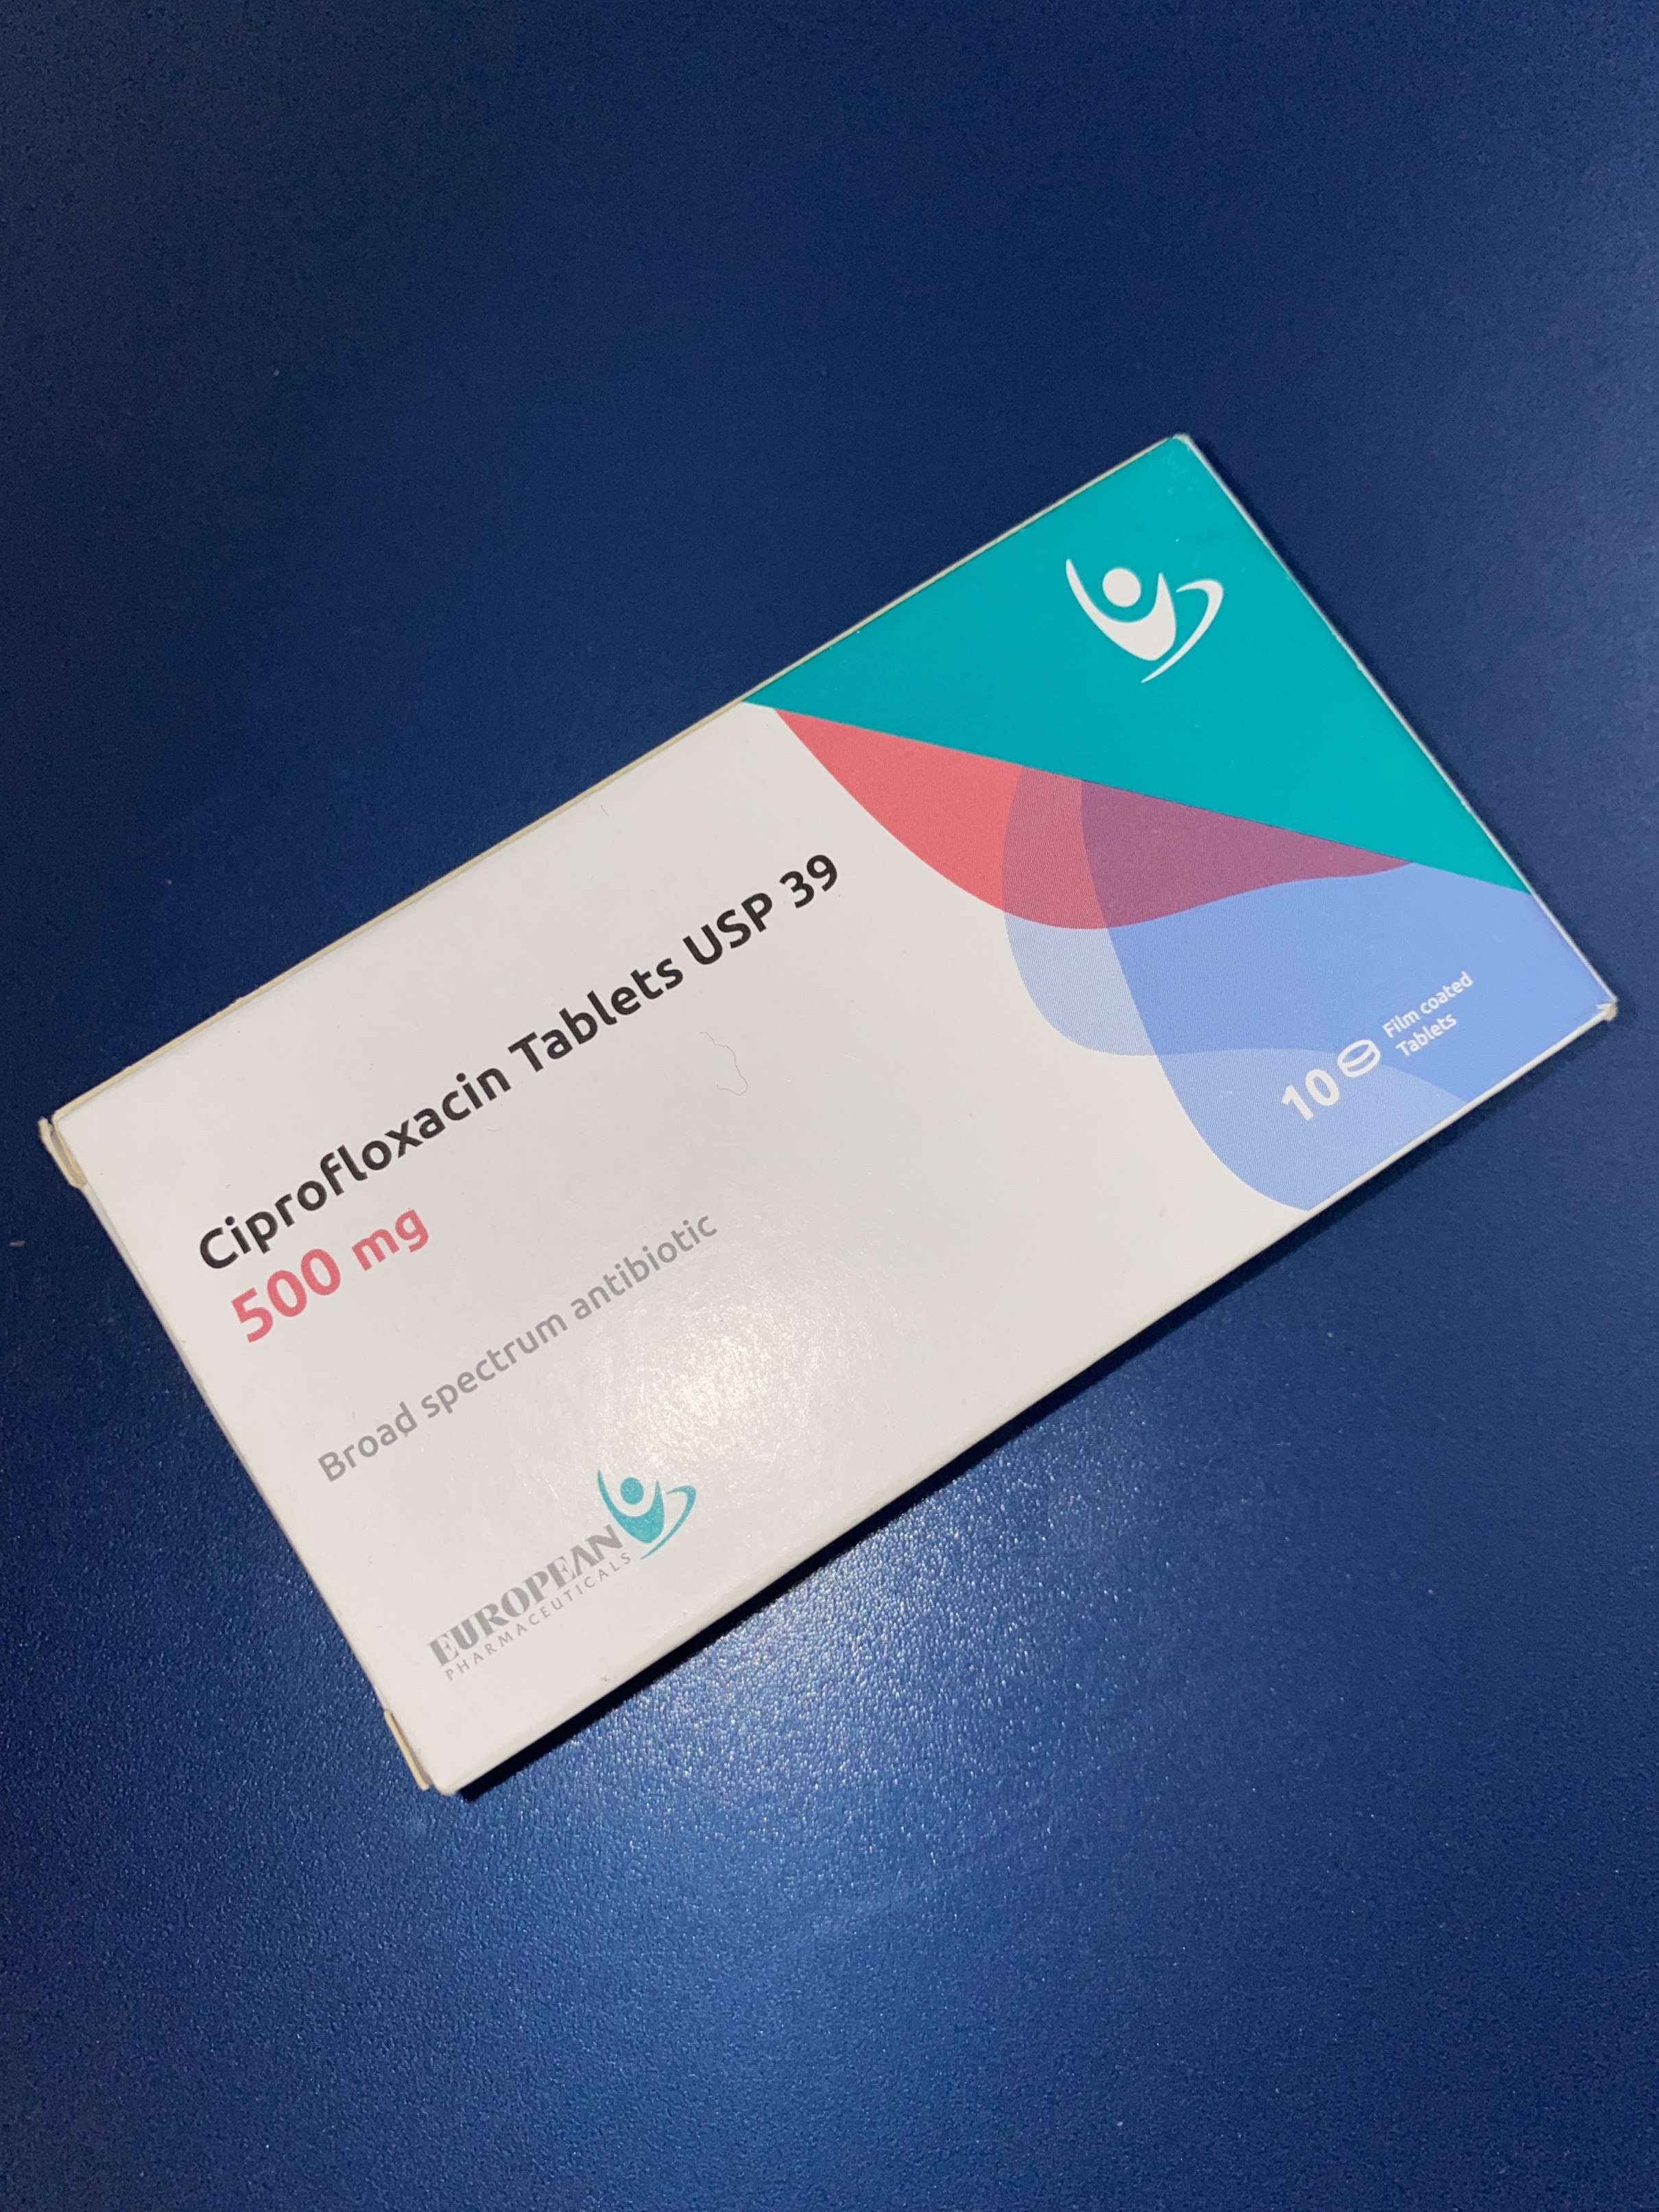 Ciprofloxacin Tablets USP 39
500 mg
Broad spectrum antibiotic
EUROPEAN
PHARMACEUTICALS
10 Film coated
Tablets